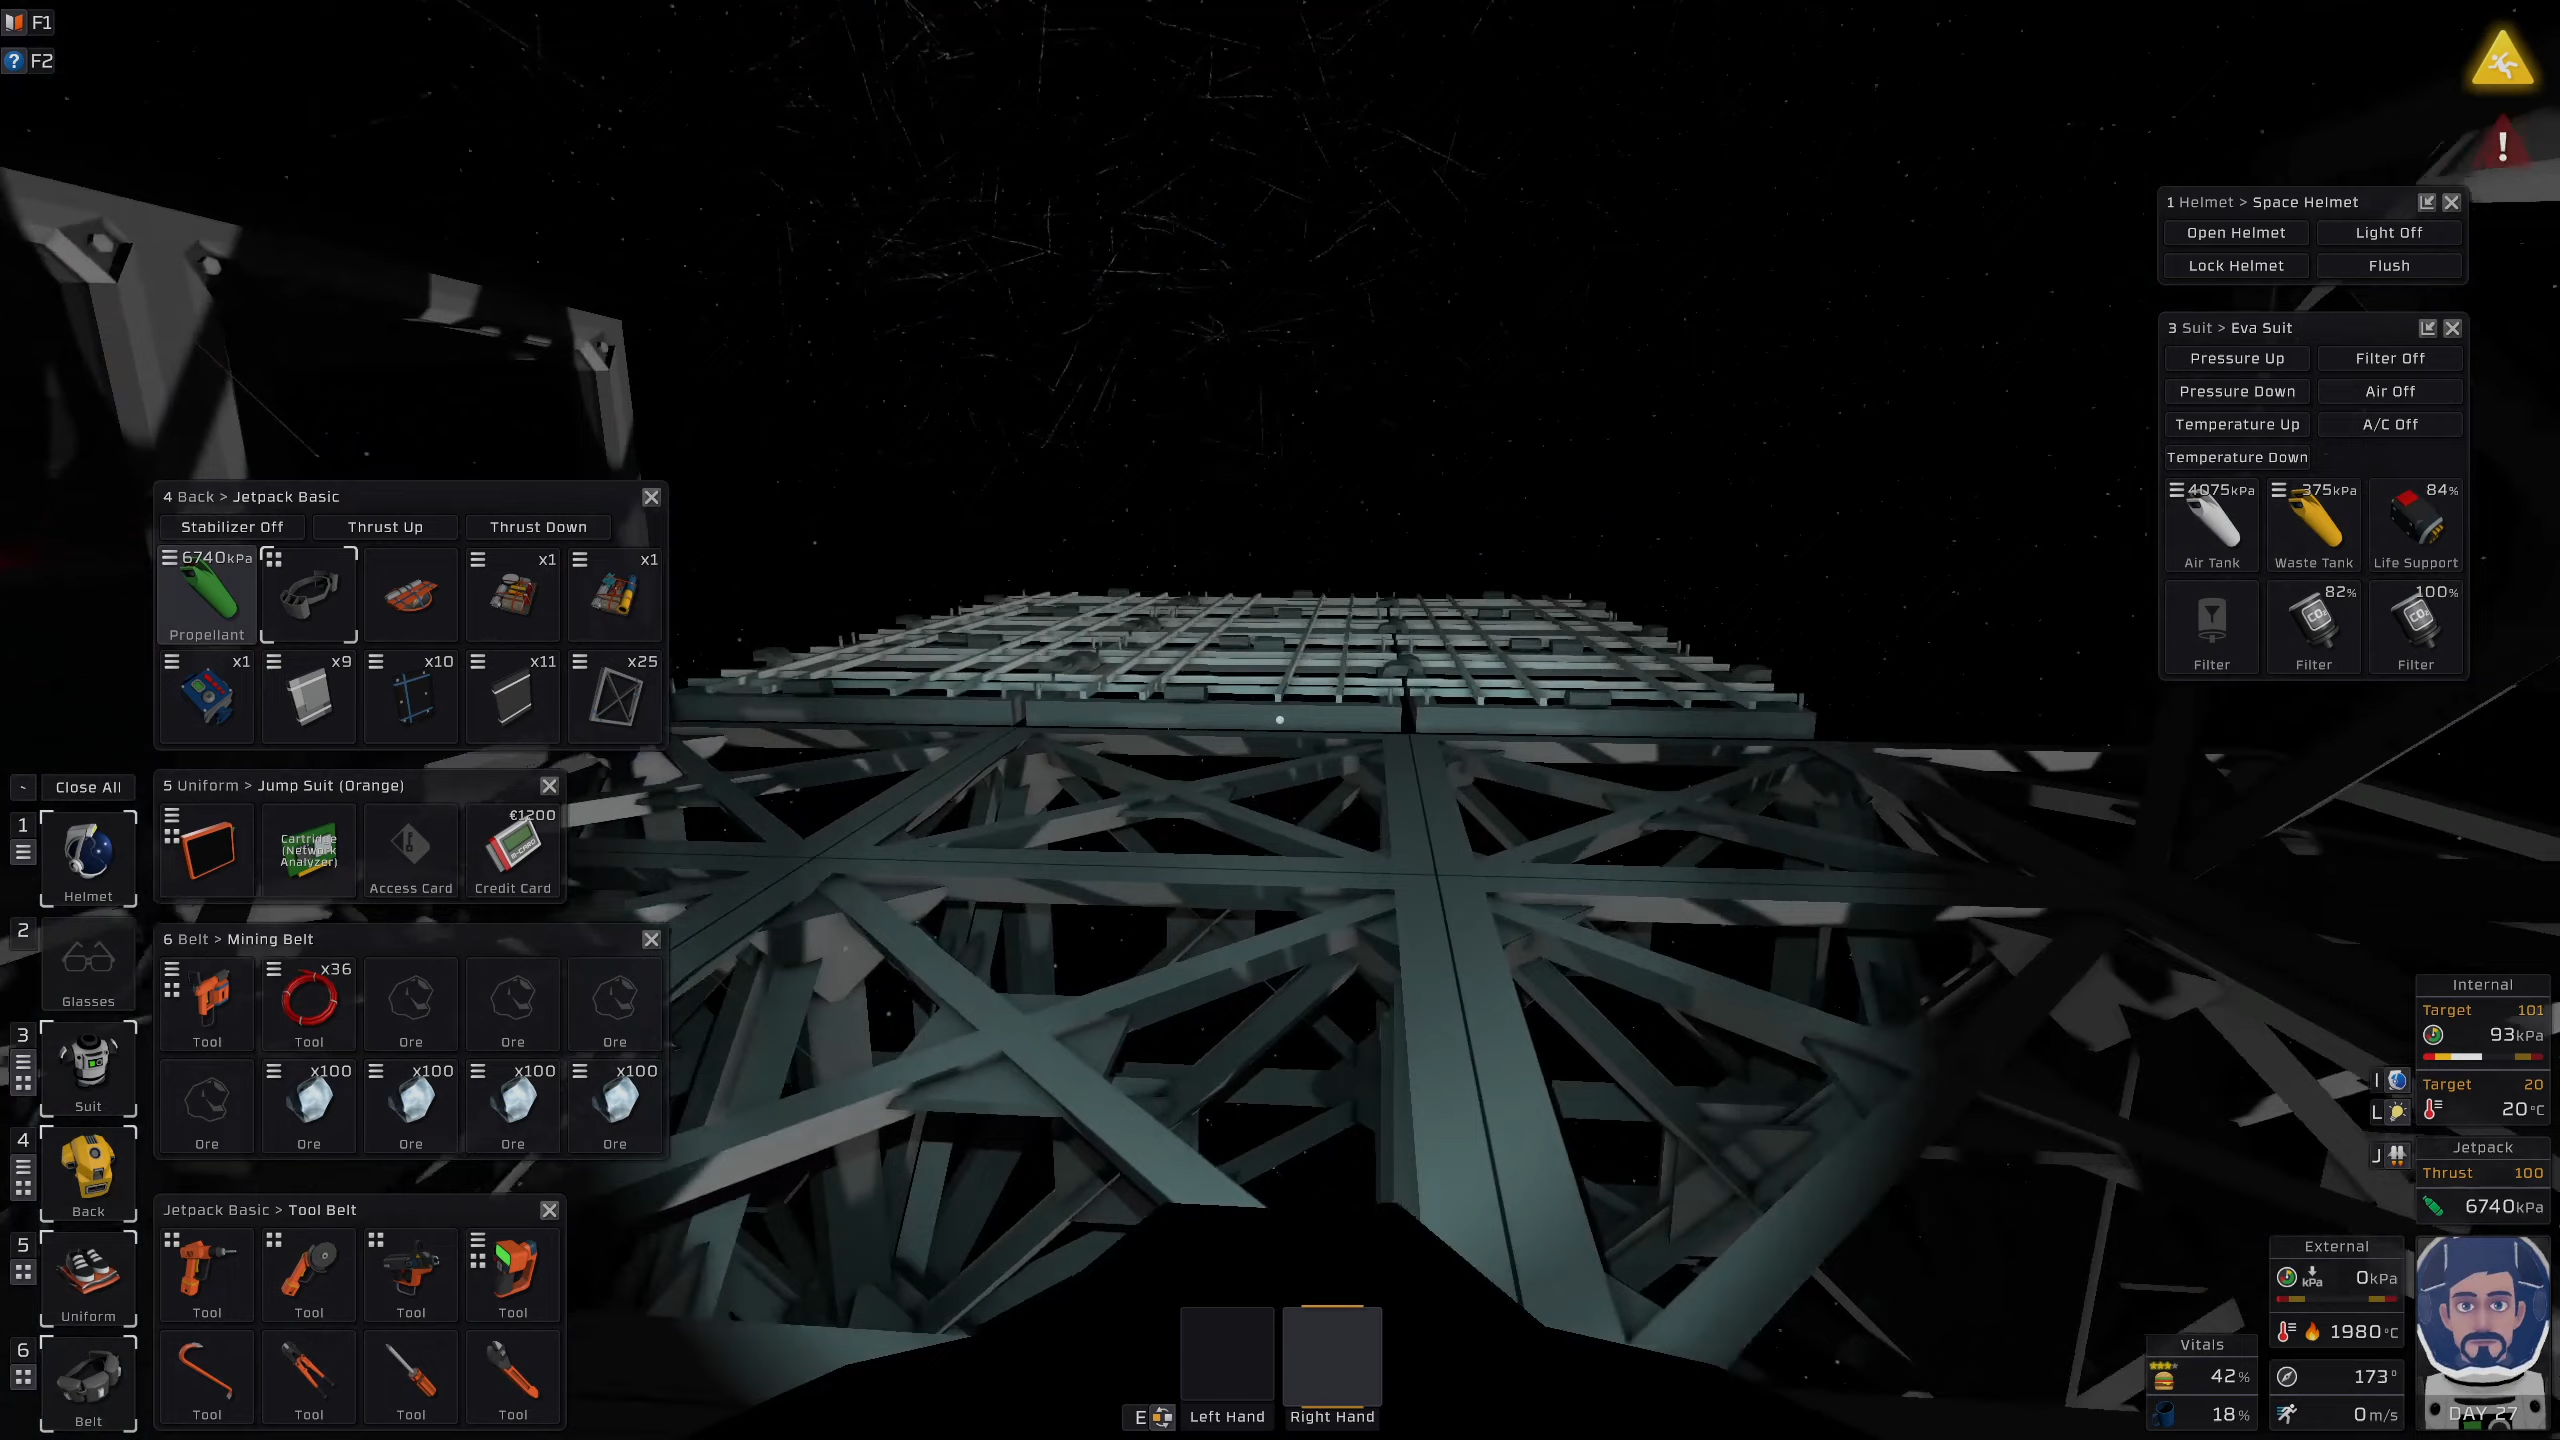 F1
F2
1 Helmet > Space Helmet
Open Helmet Light Off
Lock Helmet Flush
3 Suit > Eva Suit
Pressure Up Filter Off
Pressure Down Air Off
Temperature Up A/C Off
Temperature Down
4075kPa 375kPa 84%
Air Tank Waste Tank Life Support
82% 100%
Filter Filter Filter
4 Back > Jetpack Basic
Stabilizer Off Thrust Up Thrust Down
6740kPa x1 x1
Propellant
x1 x9 x10 x11 x25
~ Close All
5 Uniform > Jump Suit (Orange)
€1200
Cartridge
(Network
Analyzer)
Access Card Credit Card
6 Belt > Mining Belt
x36
Tool Tool Ore Ore Ore
x100 x100 x100 x100
Ore Ore Ore Ore Ore
Jetpack Basic > Tool Belt
Tool Tool Tool Tool
Tool Tool Tool Tool
1
Helmet
2
Glasses
3
Suit
4
Back
5
Uniform
6
Belt
E Left Hand Right Hand
Internal
Target 101
93kPa
I
Target 20
L
20°C
J
Jetpack
Thrust 100
6740kPa
External
kPa 0kPa
1980°C
Vitals
42% 173°
18% 0m/s
DAY 27